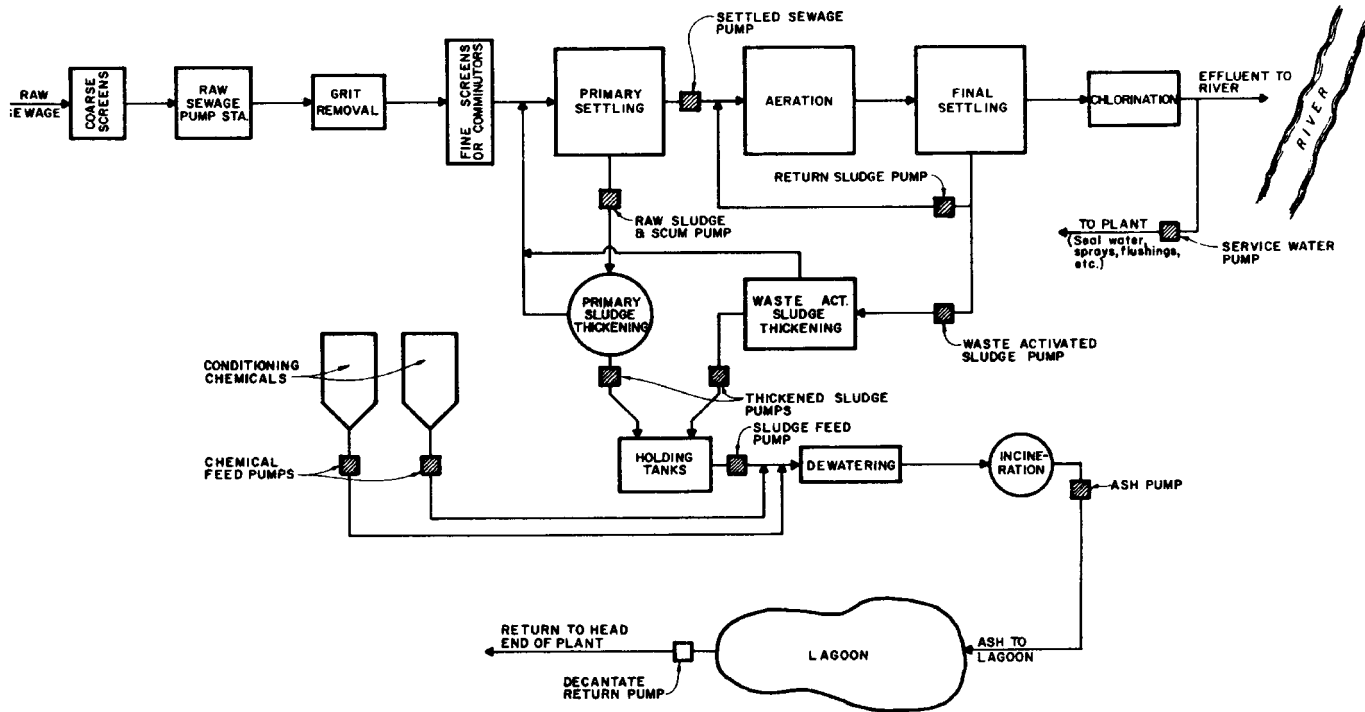 SETTLED SEWAGE
PUMP
RAW
SEWAGE
COARSE
SCREENS
RAW
SEWAGE
PUMP STA.
GRIT
REMOVAL
FINE SCREENS
OR COMMINUTORS
PRIMARY
SETTLING
AERATION
FINAL
SETTLING
CHLORINATION
EFFLUENT TO
RIVER
RIVER
RETURN SLUDGE PUMP
RAW SLUDGE
& SCUM PUMP
TO PLANT
(Seal water,
sprays, flushings,
etc.)
SERVICE WATER
PUMP
PRIMARY
SLUDGE
THICKENING
WASTE ACT.
SLUDGE
THICKENING
WASTE ACTIVATED
SLUDGE PUMP
CONDITIONING
CHEMICALS
THICKENED SLUDGE
PUMPS
SLUDGE FEED
PUMP
CHEMICAL
FEED PUMPS
HOLDING
TANKS
DEWATERING
INCINE-
RATION
ASH PUMP
RETURN TO HEAD
END OF PLANT
LAGOON
ASH TO
LAGOON
DECANTATE
RETURN PUMP